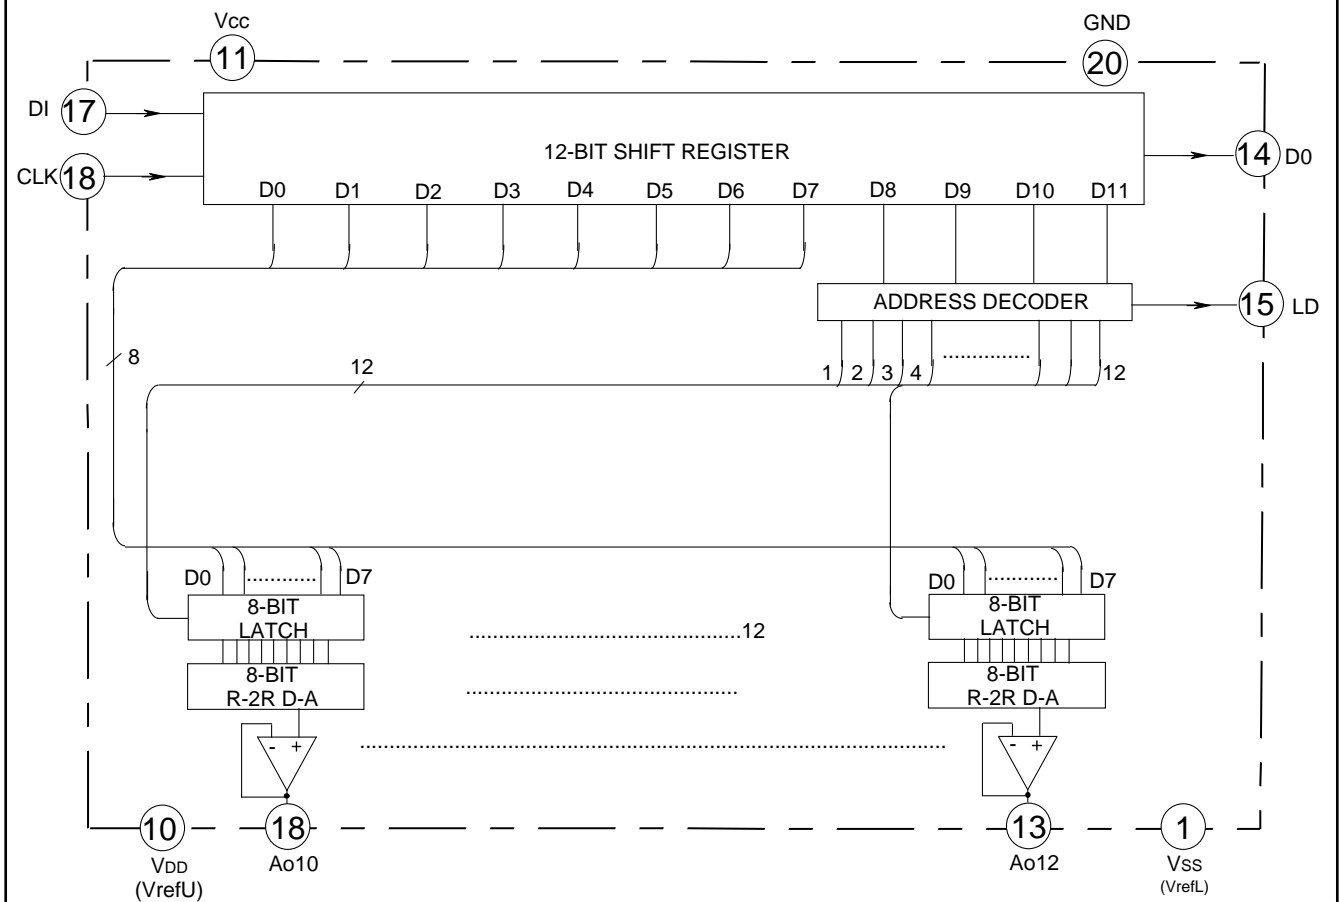 Vcc
11
GND
20
DI 17
12-BIT SHIFT REGISTER
14 D0
CLK 18
D0 D1 D2 D3 D4 D5 D6 D7 D8 D9 D10 D11
ADDRESS DECODER
15 LD
8
12
1 2 3 4 ............... 12
D0 ............ D7
D0 ............ D7
8-BIT
LATCH
.......................................12
8-BIT
LATCH
8-BIT
R-2R D-A
.......................................
8-BIT
R-2R D-A
- +
....................................................................................
- +
10
18
13
1
VDD
(VrefU)
Ao10
Ao12
Vss
(VrefL)